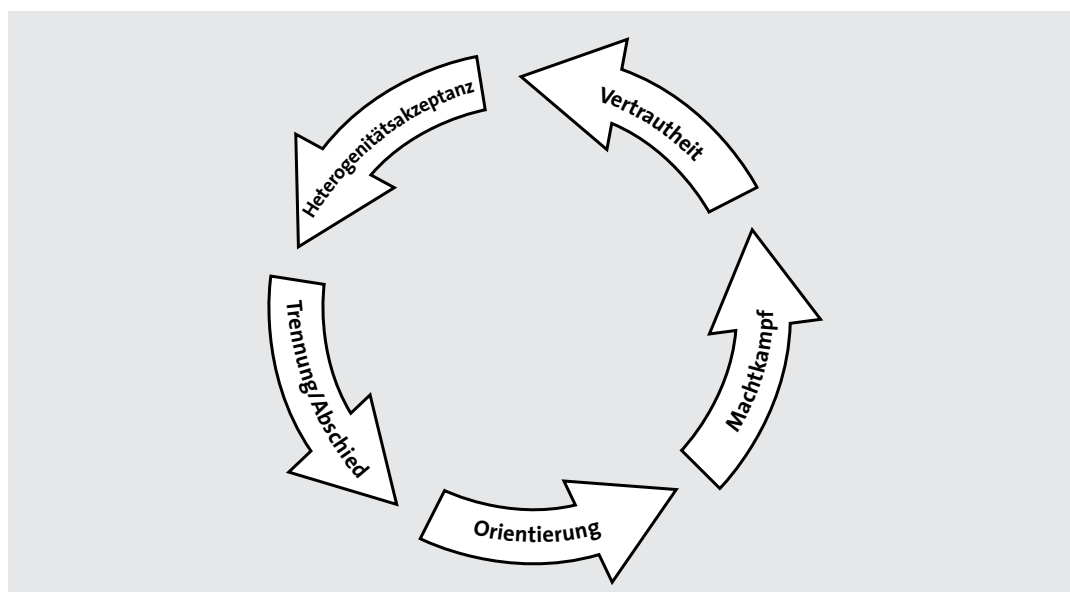 Vertrautheit
Heterogenitätsakzeptanz
Trennung/Abschied
Machtkampf
Orientierung